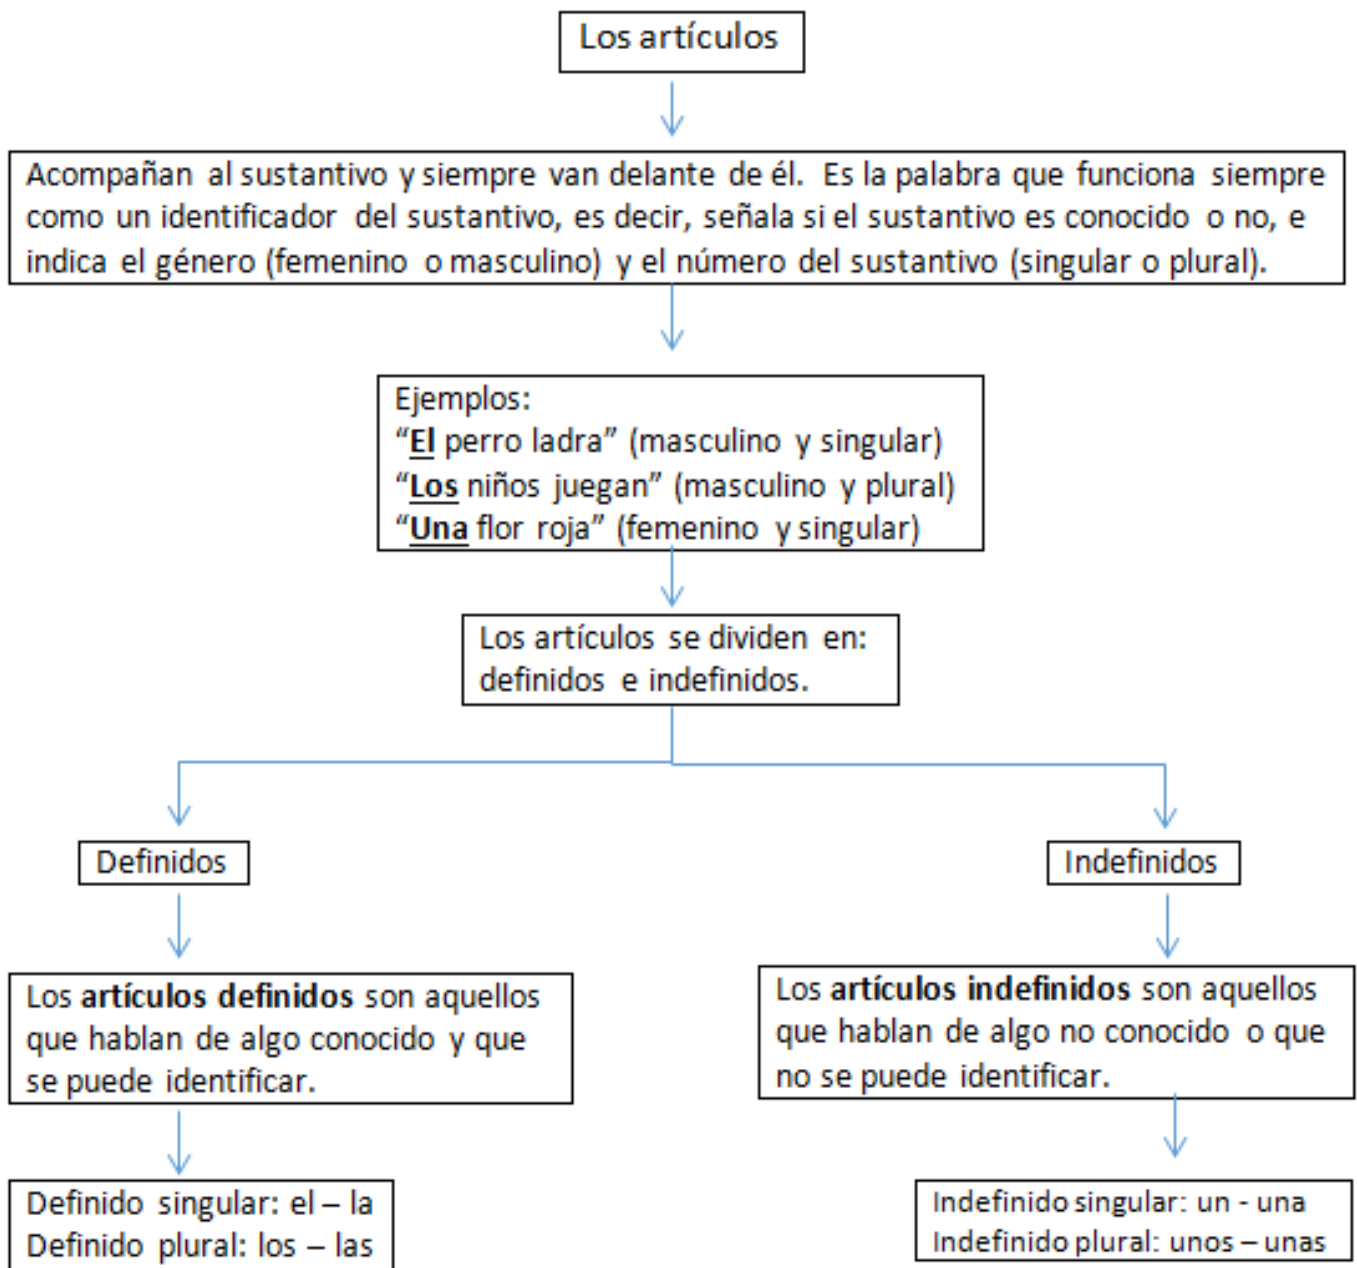 Los artículos
Acompañan al sustantivo y siempre van delante de él. Es la palabra que funciona siempre
como un identificador del sustantivo, es decir, señala si el sustantivo es conocido o no, e
indica el género (femenino o masculino) y el número del sustantivo (singular o plural).
Ejemplos:
“El perro ladra” (masculino y singular)
“Los niños juegan” (masculino y plural)
“Una flor roja” (femenino y singular)
Los artículos se dividen en:
definidos e indefinidos.
Definidos
Los artículos definidos son aquellos
que hablan de algo conocido y que
se puede identificar.
Definido singular: el – la
Definido plural: los – las
Indefinidos
Los artículos indefinidos son aquellos
que hablan de algo no conocido o que
no se puede identificar.
Indefinido singular: un - una
Indefinido plural: unos – unas